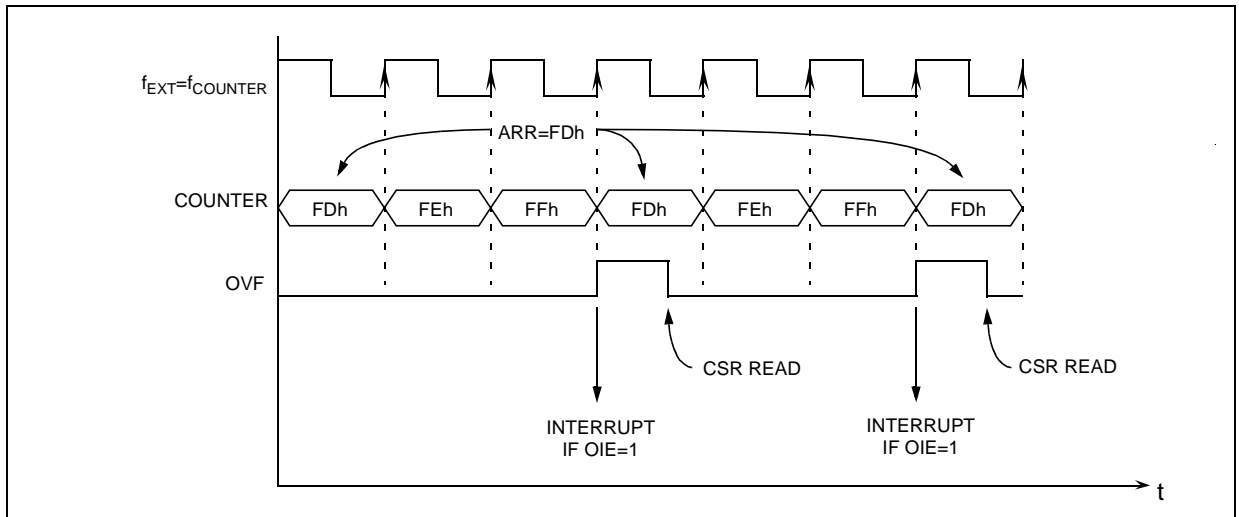 fEXT=fCOUNTER
ARR=FDh
COUNTER
FDh
FEh
FFh
FDh
FEh
FFh
FDh
OVF
CSR READ
CSR READ
INTERRUPT
IF OIE=1
INTERRUPT
IF OIE=1
t